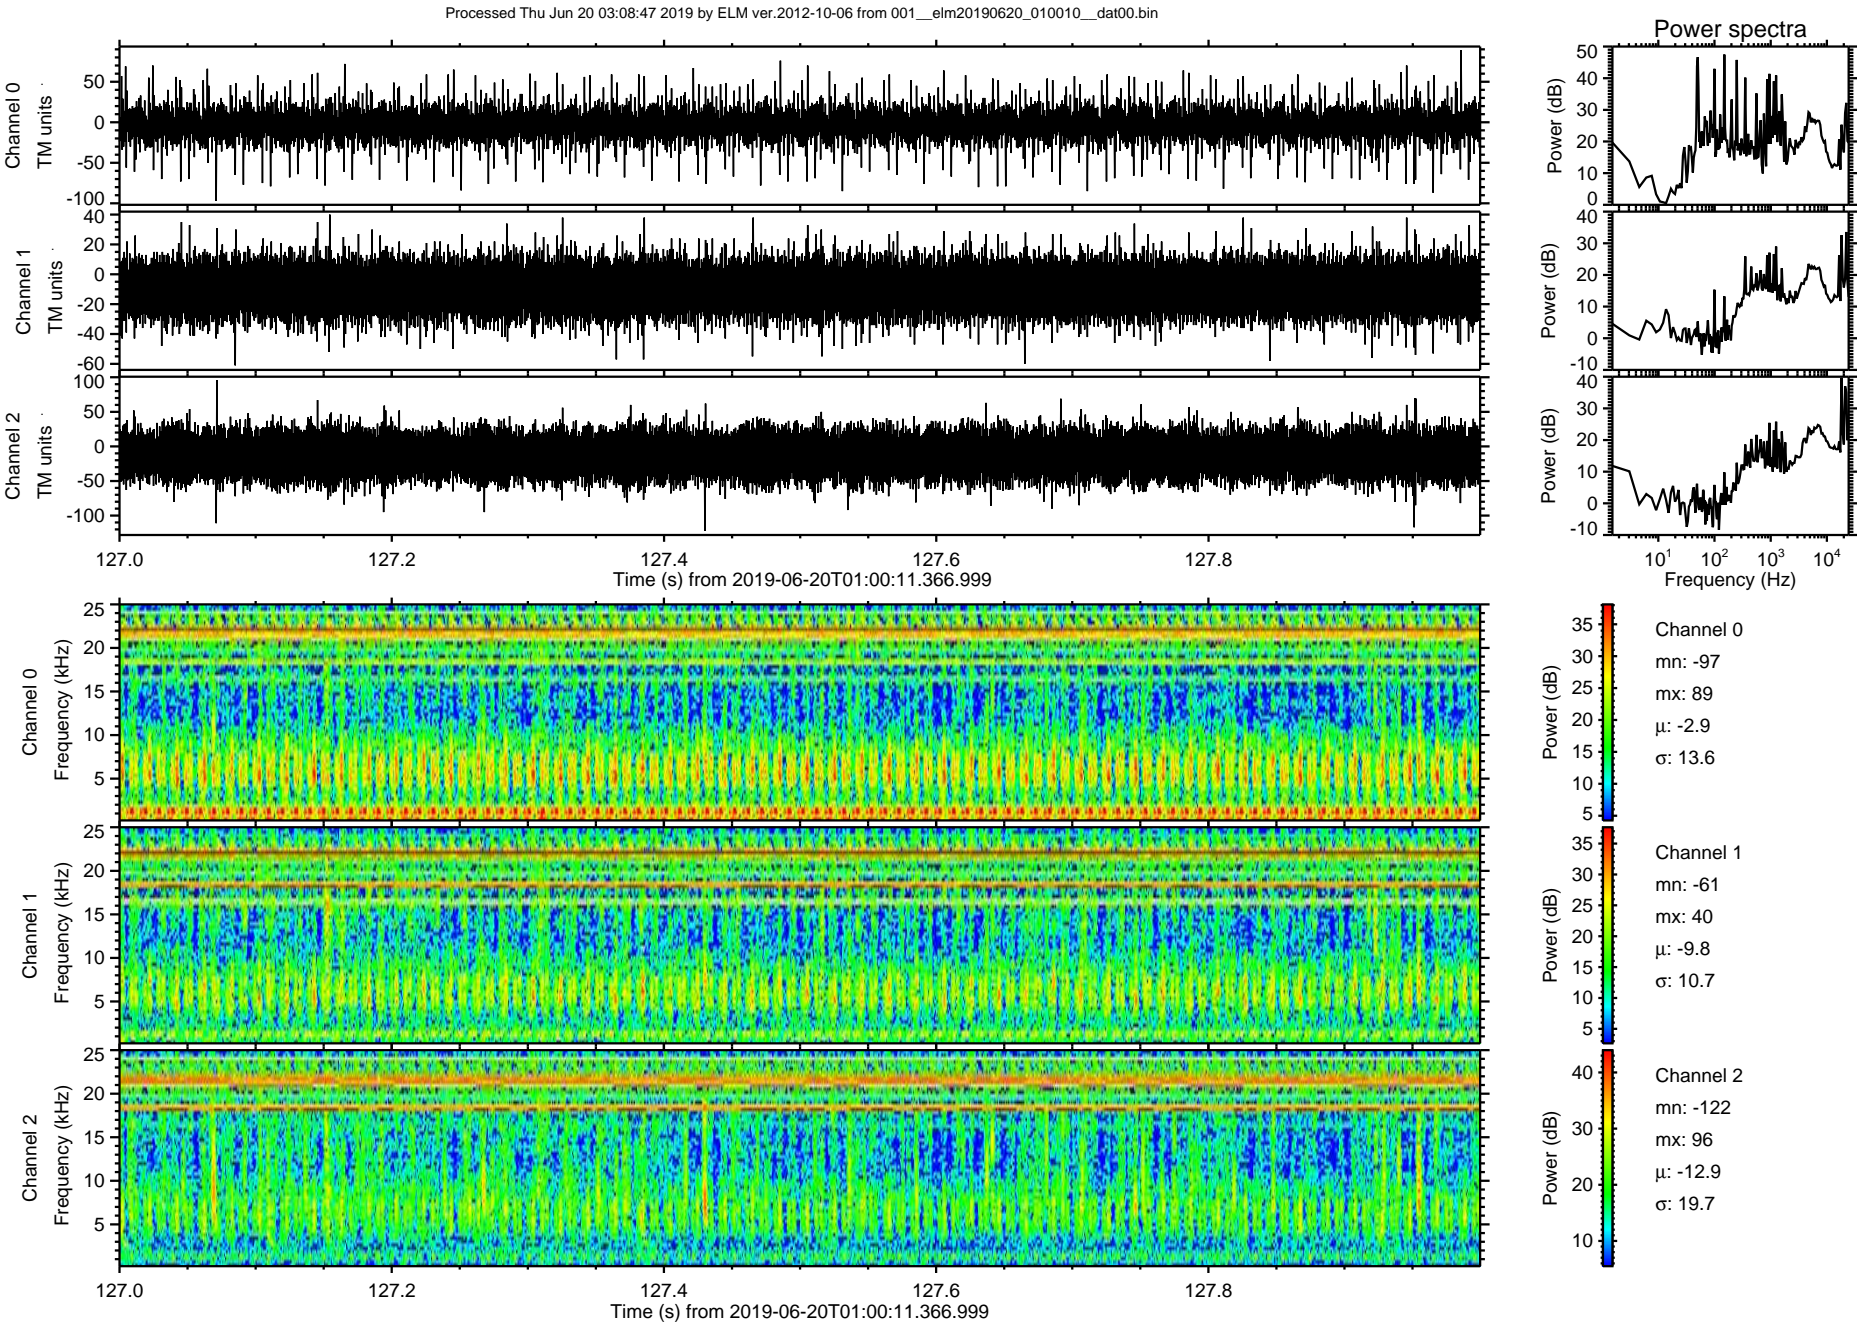 Processed Thu Jun 20 03:08:47 2019 by ELM ver.2012-10-06 from 001__elm20190620_010010__dat00.bin
Power spectra
Channel 0
TM units
50
0
-50
-100
Power (dB)
50
40
30
20
10
0
Channel 1
TM units
40
20
0
-20
-40
-60
Power (dB)
40
30
20
10
0
-10
Channel 2
TM units
100
50
0
-50
-100
Power (dB)
40
30
20
10
0
-10
127.0 127.2 127.4 127.6 127.8
Time (s) from 2019-06-20T01:00:11.366.999
10¹ 10² 10³ 10⁴
Frequency (Hz)
Channel 0
Frequency (kHz)
25
20
15
10
5
Power (dB)
35
30
25
20
15
10
5
Channel 0
mn: -97
mx: 89
μ: -2.9
σ: 13.6
Channel 1
Frequency (kHz)
25
20
15
10
5
Power (dB)
35
30
25
20
15
10
5
Channel 1
mn: -61
mx: 40
μ: -9.8
σ: 10.7
Channel 2
Frequency (kHz)
25
20
15
10
5
Power (dB)
40
30
20
10
Channel 2
mn: -122
mx: 96
μ: -12.9
σ: 19.7
127.0 127.2 127.4 127.6 127.8
Time (s) from 2019-06-20T01:00:11.366.999